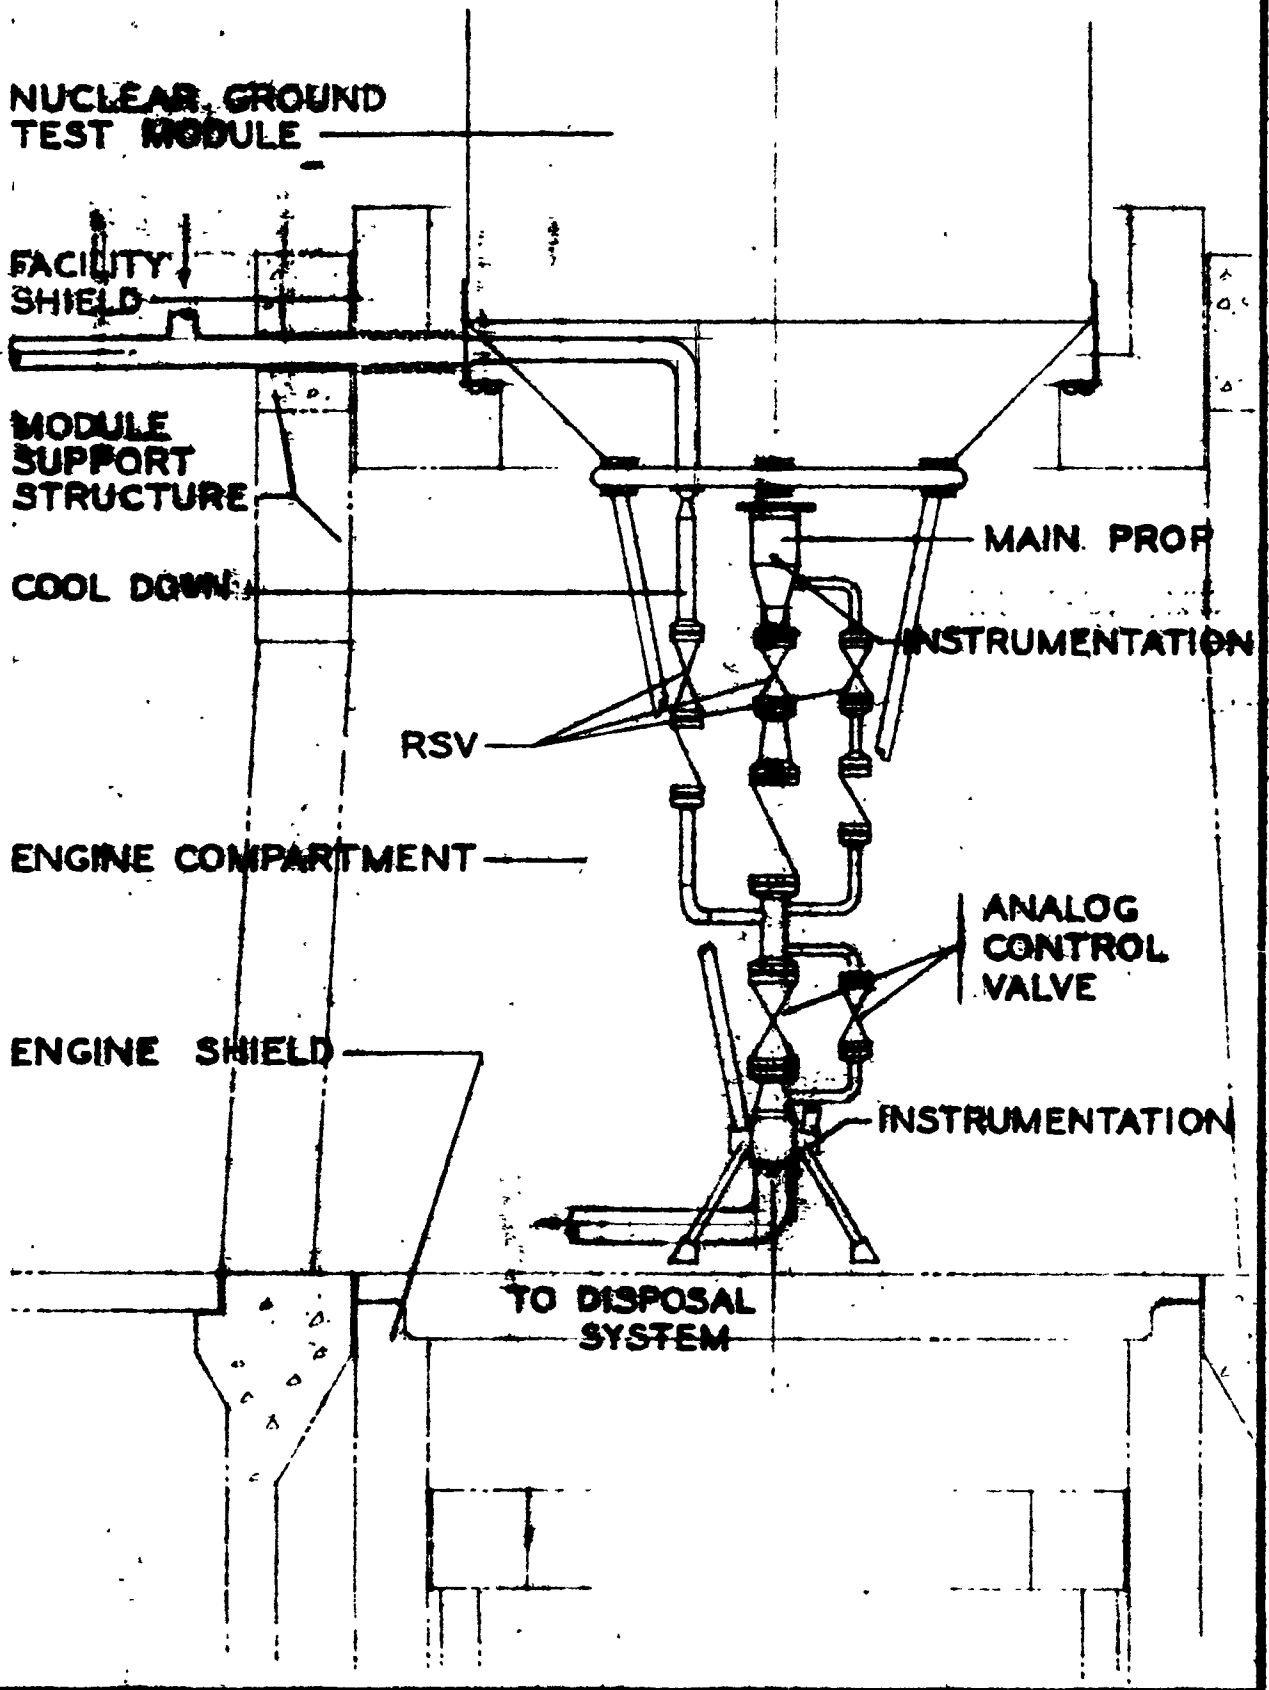 NUCLEAR GROUND
TEST MODULE
FACILITY
SHIELD
MODULE
SUPPORT
STRUCTURE
MAIN PROP
COOL DOWN
INSTRUMENTATION
RSV
ENGINE COMPARTMENT
ANALOG
CONTROL
VALVE
ENGINE SHIELD
INSTRUMENTATION
TO DISPOSAL
SYSTEM